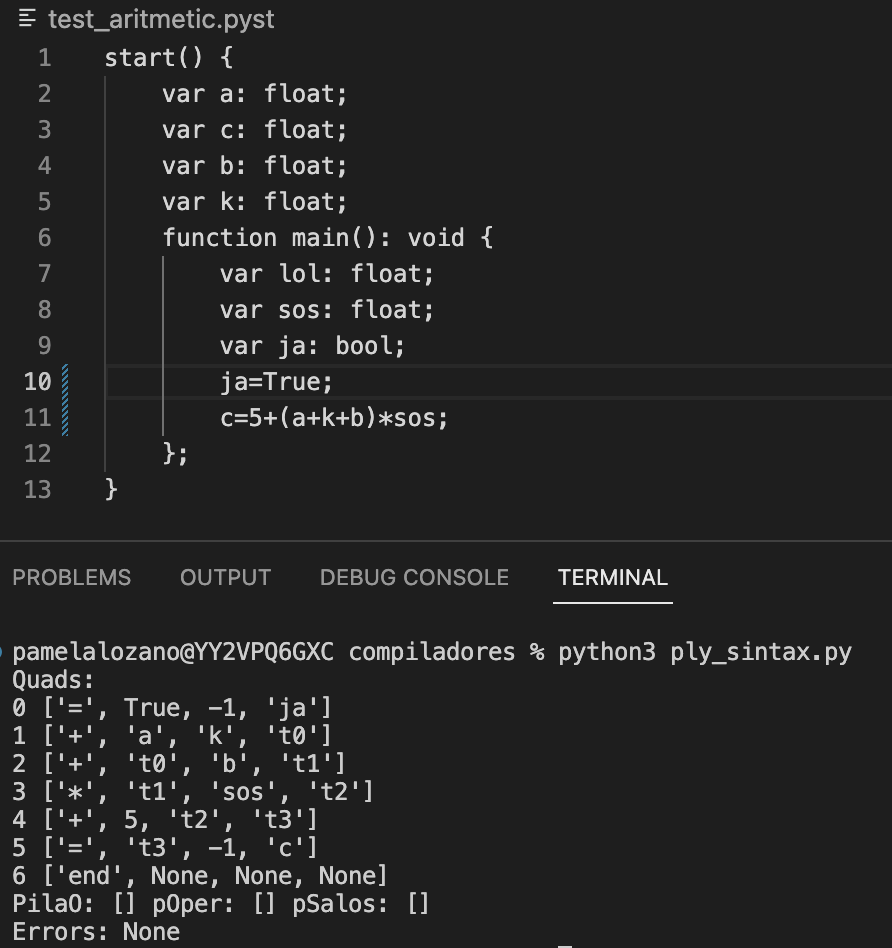 test_aritmetic.pyst
1 start() {
2 var a: float;
3 var c: float;
4 var b: float;
5 var k: float;
6 function main(): void {
7 var lol: float;
8 var sos: float;
9 var ja: bool;
10 ja=True;
11 c=5+(a+k+b)*sos;
12 };
13 }
PROBLEMS OUTPUT DEBUG CONSOLE TERMINAL
pamelalozano@YY2VPQ6GXC compiladores % python3 ply_sintax.py
Quads:
0 ['=', True, -1, 'ja']
1 ['+', 'a', 'k', 't0']
2 ['+', 't0', 'b', 't1']
3 ['*', 't1', 'sos', 't2']
4 ['+', 5, 't2', 't3']
5 ['=', 't3', -1, 'c']
6 ['end', None, None, None]
PilaO: [] pOper: [] pSalos: []
Errors: None